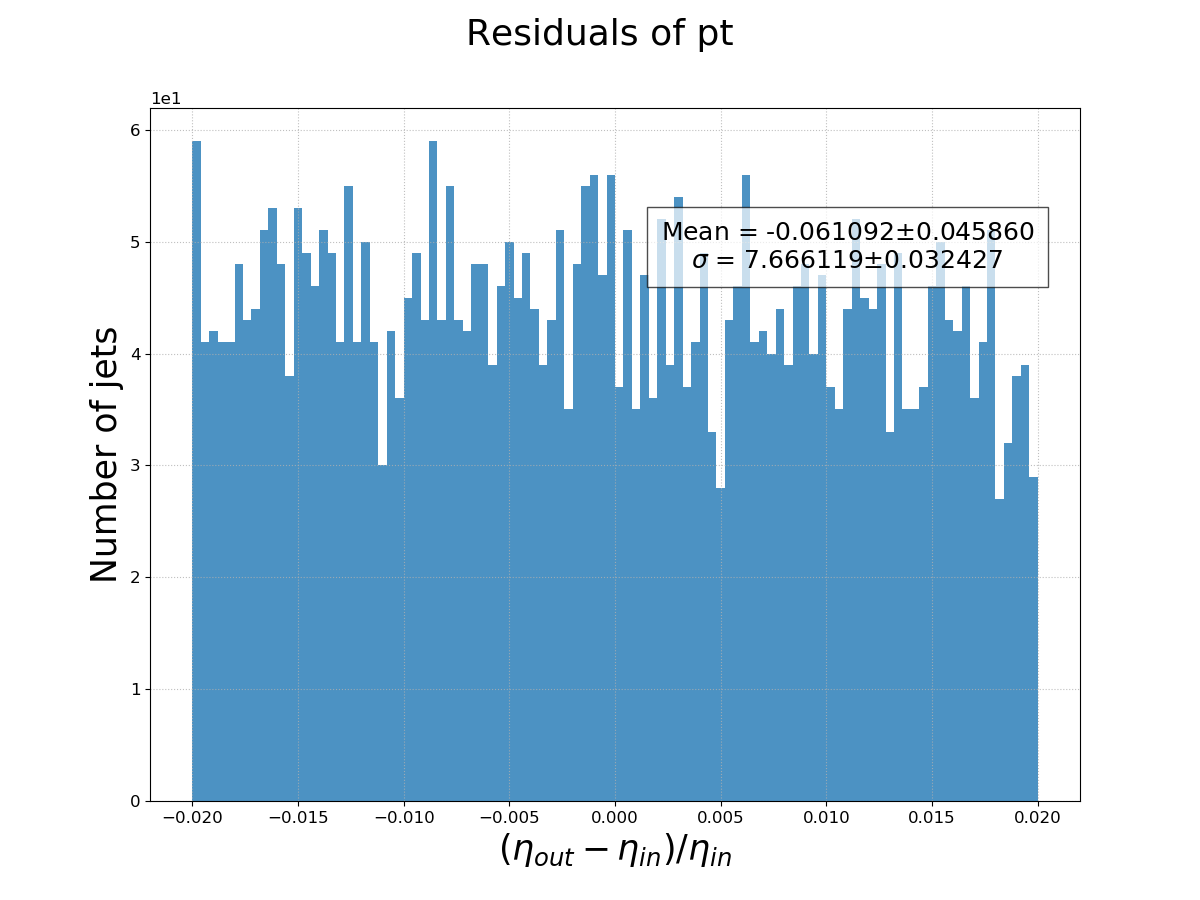 Residuals of pt
1e1
6
5
4
3
2
1
0
Number of jets
Mean = -0.061092±0.045860
σ = 7.666119±0.032427
−0.020 −0.015 −0.010 −0.005 0.000 0.005 0.010 0.015 0.020
(η_out − η_in)/η_in